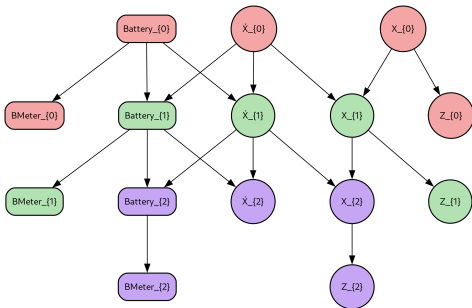 Battery_{0}
Ẋ_{0}
X_{0}
BMeter_{0}
Battery_{1}
Ẋ_{1}
X_{1}
Z_{0}
BMeter_{1}
Battery_{2}
Ẋ_{2}
X_{2}
Z_{1}
BMeter_{2}
Z_{2}